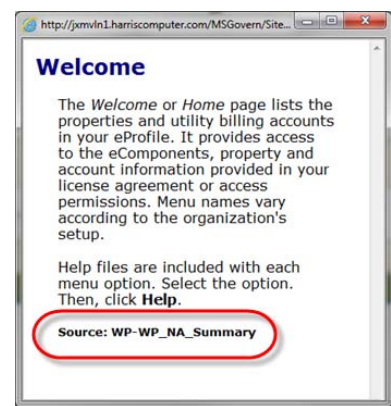 http://jxmvln1.harriscomputer.com/MSGovern/Site...
Welcome
The Welcome or Home page lists the
properties and utility billing accounts
in your eProfile. It provides access
to the eComponents, property and
account information provided in your
license agreement or access
permissions. Menu names vary
according to the organization's
setup.
Help files are included with each
menu option. Select the option.
Then, click Help.
Source: WP-WP_NA_Summary